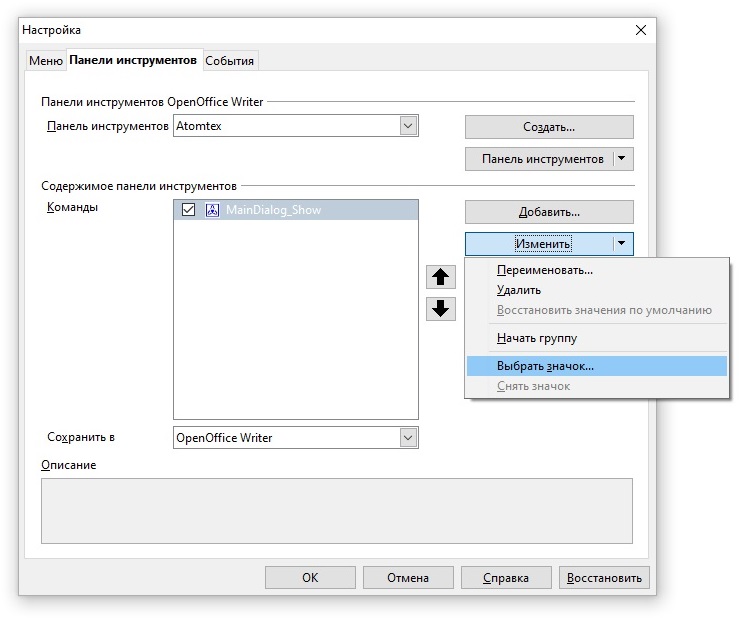 Настройка
Меню Панели инструментов События
Панели инструментов OpenOffice Writer
Панель инструментов Atomtex Создать...
Панель инструментов
Содержимое панели инструментов
Команды MainDialog_Show Добавить...
Изменить
Переименовать...
Удалить
Восстановить значения по умолчанию
Начать группу
Выбрать значок...
Снять значок
Сохранить в OpenOffice Writer
Описание
OK Отмена Справка Восстановить